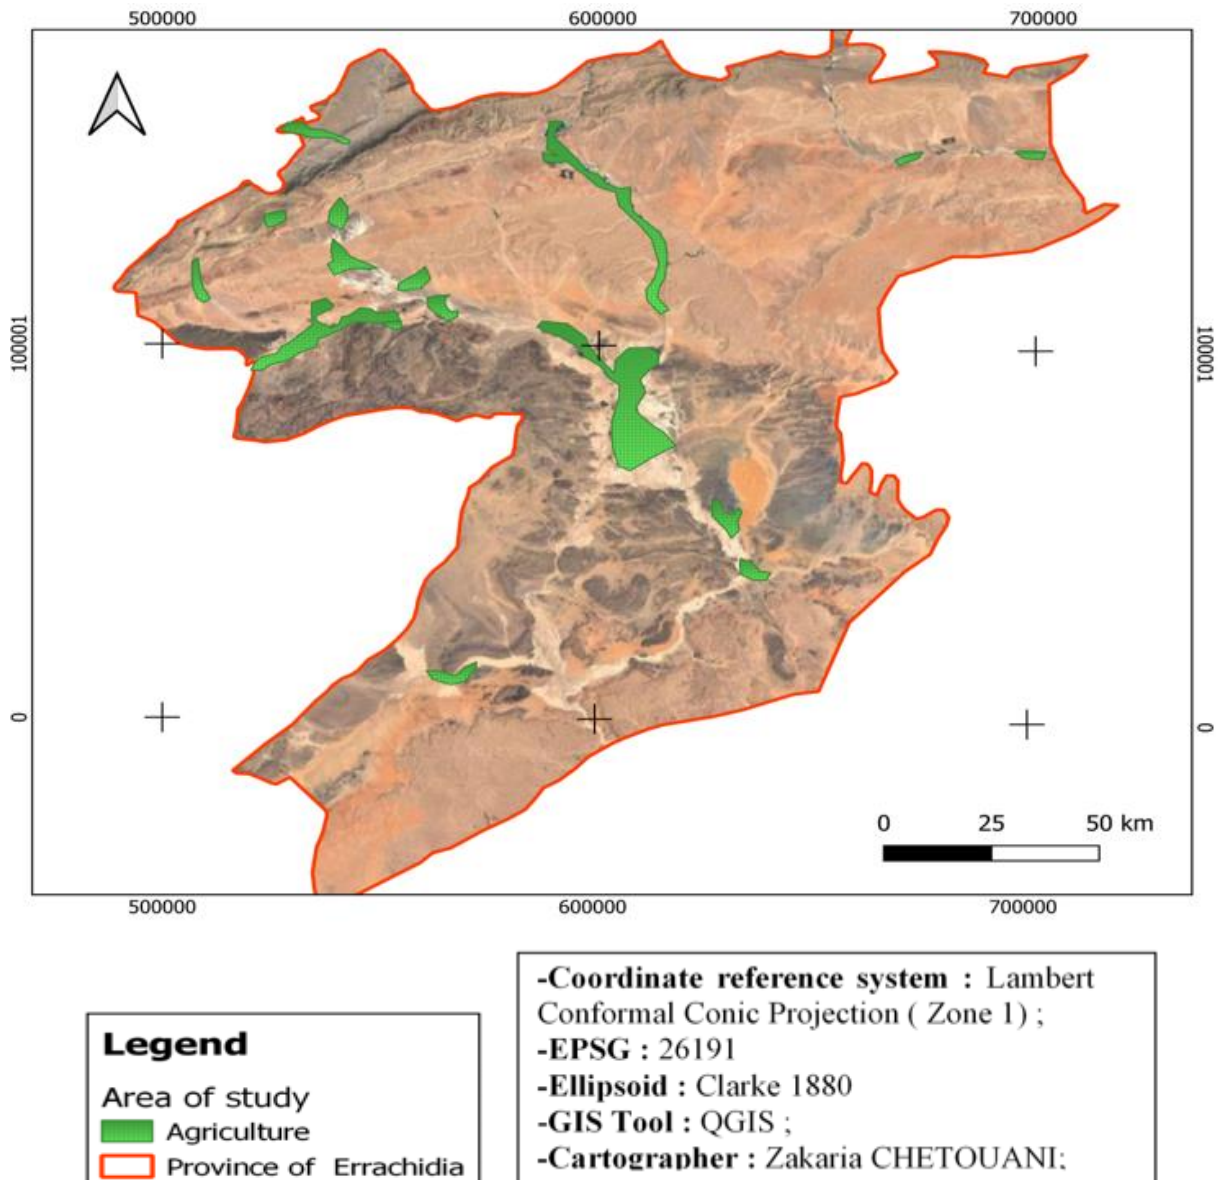 500000 600000 700000
100001
100001
0
0
0 25 50 km
500000 600000 700000
Legend
Area of study
Agriculture
Province of Errachidia
-Coordinate reference system : Lambert
Conformal Conic Projection ( Zone 1) ;
-EPSG : 26191
-Ellipsoid : Clarke 1880
-GIS Tool : QGIS ;
-Cartographer : Zakaria CHETOUANI;